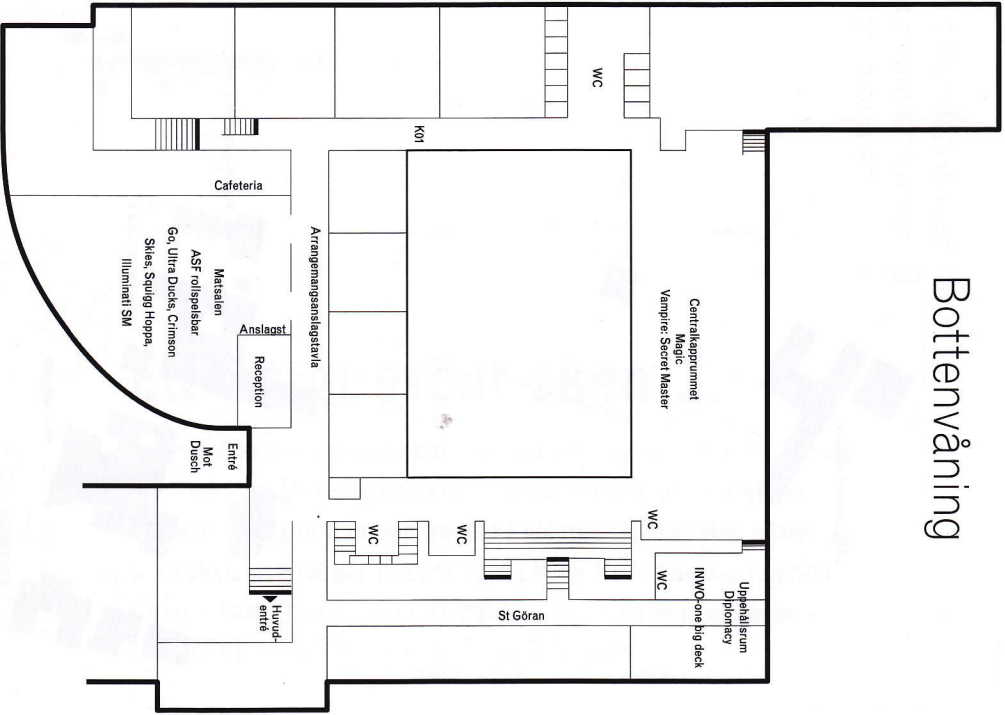 Bottenvåning
WC
K01
Cafeteria
Arrangemangsanslagstavla
Matsalen
ASF rollspelsbar
Go, Ultra Ducks, Crimson
Skies, Squigg Hoppa,
Illuminati SM
Anslagst
Reception
Centralkapprummet
Magic
Vampire: Secret Master
Entré
Mot
Dusch
WC
WC
WC
WC
Huvud-
entré
St Göran
Uppehållsrum
Diplomacy
INWO-one big deck